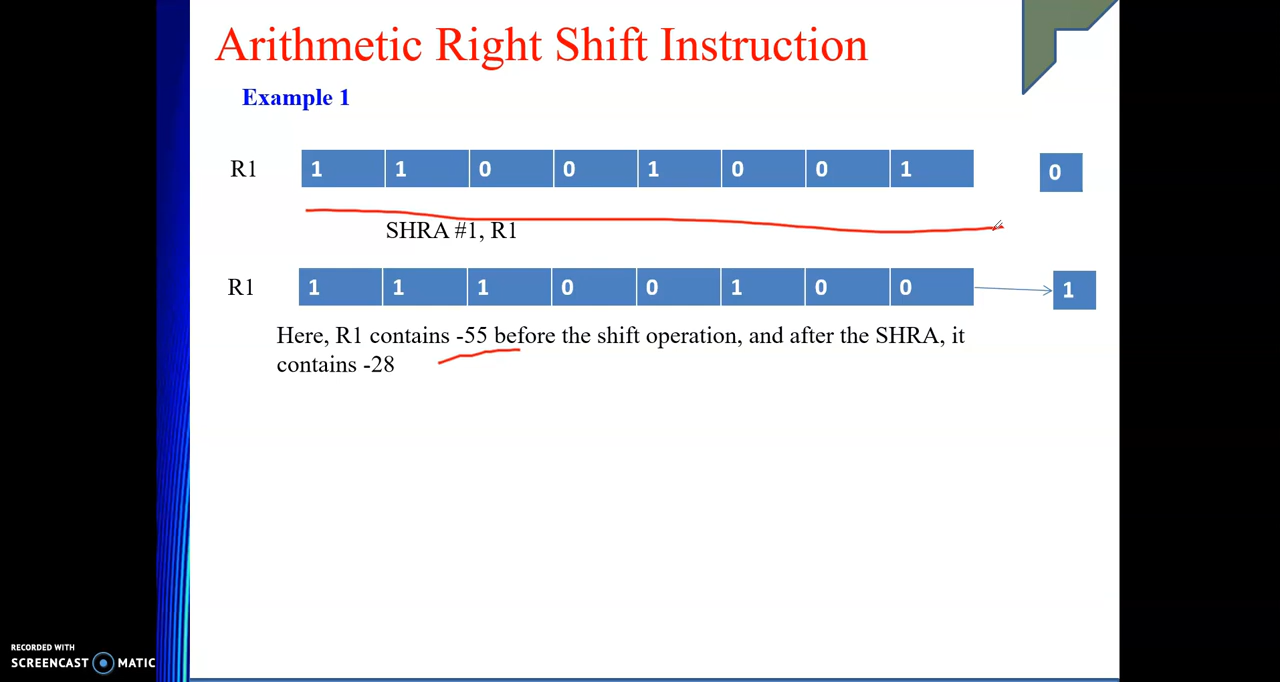 Arithmetic Right Shift Instruction
Example 1
R1 1 1 0 0 1 0 0 1 0
SHRA #1, R1
R1 1 1 1 0 0 1 0 0 1
Here, R1 contains -55 before the shift operation, and after the SHRA, it
contains -28
RECORDED WITH
SCREENCAST MATIC